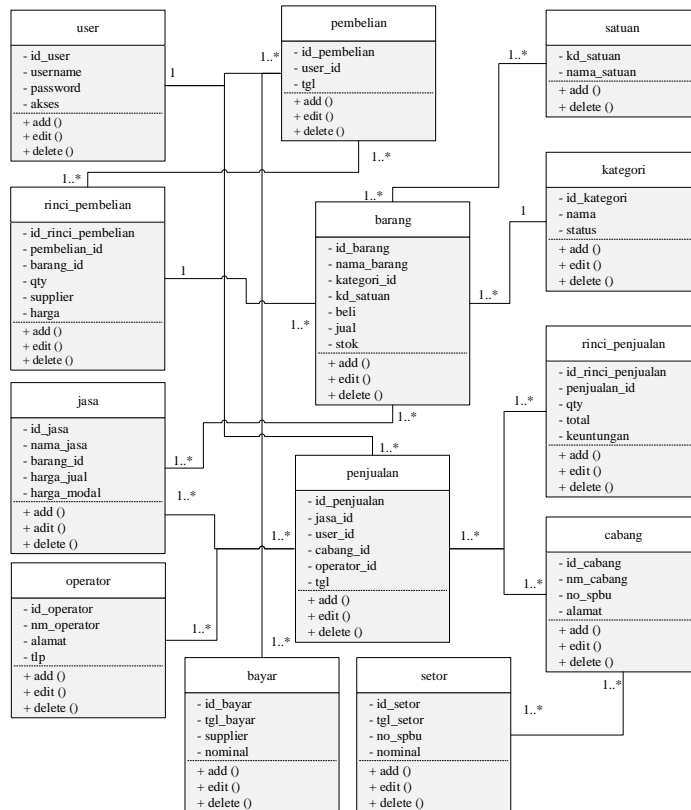 user
- id_user
- username
- password
- akses
+ add ()
+ edit ()
+ delete ()
1
pembelian
- id_pembelian
- user_id
- tgl
+ add ()
+ edit ()
+ delete ()
1..*
1..*
satuan
- kd_satuan
- nama_satuan
+ add ()
+ delete ()
1..*
rinci_pembelian
- id_rinci_pembelian
- pembelian_id
- barang_id
- qty
- supplier
- harga
+ add ()
+ edit ()
+ delete ()
1..*
1
barang
- id_barang
- nama_barang
- kategori_id
- kd_satuan
- beli
- jual
- stok
+ add ()
+ edit ()
+ delete ()
1..*
1..*
1..*
1..*
kategori
- id_kategori
- nama
- status
+ add ()
+ edit ()
+ delete ()
1
rinci_penjualan
- id_rinci_penjualan
- penjualan_id
- qty
- total
- keuntungan
+ add ()
+ edit ()
+ delete ()
1..*
jasa
- id_jasa
- nama_jasa
- barang_id
- harga_jual
- harga_modal
+ add ()
+ adit ()
+ delete ()
1..*
1..*
penjualan
- id_penjualan
- jasa_id
- user_id
- cabang_id
- operator_id
- tgl
+ add ()
+ edit ()
+ delete ()
1..*
1..*
1..*
cabang
- id_cabang
- nm_cabang
- no_spbu
- alamat
+ add ()
+ edit ()
+ delete ()
1..*
1..*
operator
- id_operator
- nm_operator
- alamat
- tlp
+ add ()
+ edit ()
+ delete ()
1..*
bayar
- id_bayar
- tgl_bayar
- supplier
- nominal
+ add ()
+ edit ()
+ delete ()
1..*
setor
- id_setor
- tgl_setor
- no_spbu
- nominal
+ add ()
+ edit ()
+ delete ()
1..*